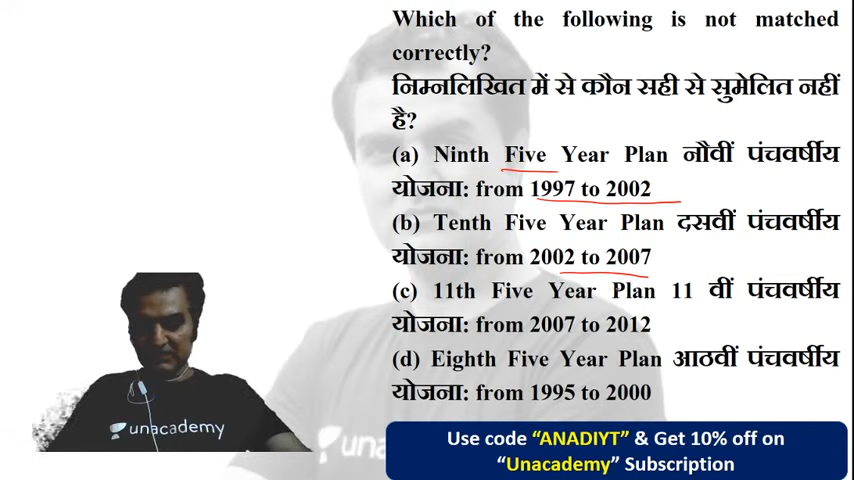 Which of the following is not matched
correctly?
निम्नलिखित में से कौन सही से सुमेलित नहीं
है?
(a) Ninth Five Year Plan नौवीं पंचवर्षीय
योजना: from 1997 to 2002
(b) Tenth Five Year Plan दसवीं पंचवर्षीय
योजना: from 2002 to 2007
(c) 11th Five Year Plan 11 वीं पंचवर्षीय
योजना: from 2007 to 2012
(d) Eighth Five Year Plan आठवीं पंचवर्षीय
योजना: from 1995 to 2000
unacademy
una
Use code “ANADIYT” & Get 10% off on
“Unacademy” Subscription